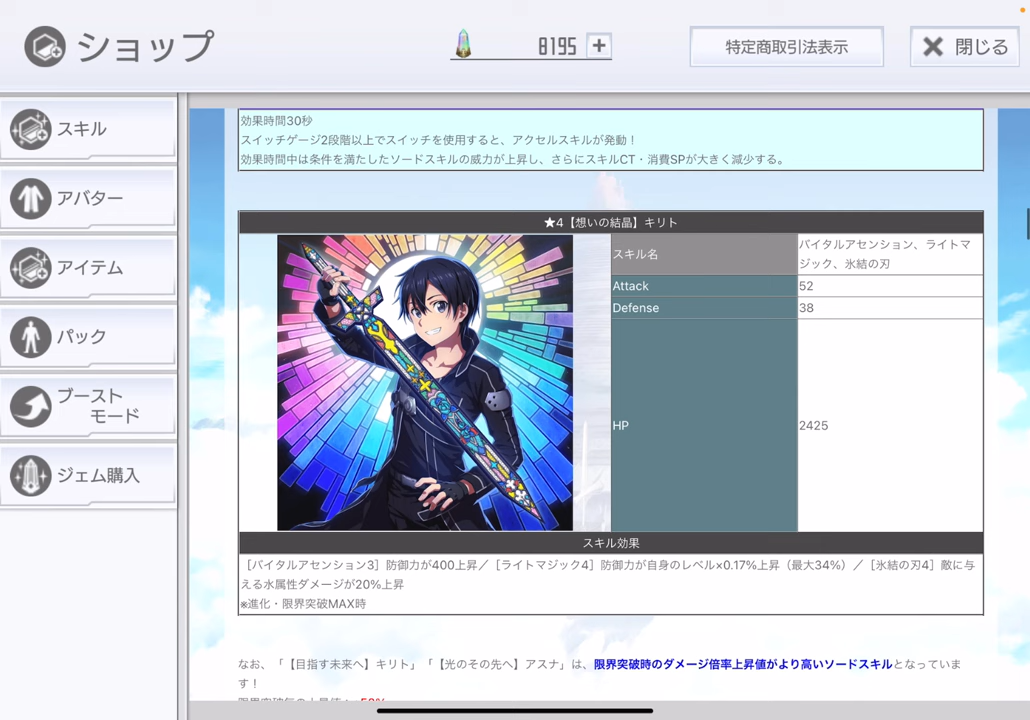 ショップ
8195
特定商取引法表示
閉じる
スキル
アバター
アイテム
パック
ブースト
モード
ジェム購入
効果時間30秒
スイッチゲージ2段階以上でスイッチを使用すると、アクセルスキルが発動！
効果時間中は条件を満たしたソードスキルの威力が上昇し、さらにスキルCT・消費SPが大きく減少する。
★4【想いの結晶】キリト
スキル名
バイタルアセンション、ライトマ
ジック、氷結の刃
Attack
52
Defense
38
HP
2425
スキル効果
［バイタルアセンション3］防御力が400上昇／［ライトマジック4］防御力が自身のレベル×0.17%上昇（最大34%）／［氷結の刃4］敵に与
える水属性ダメージが20%上昇
※進化・限界突破MAX時
なお、「【目指す未来へ】キリト」「【光のその先へ】アスナ」は、限界突破時のダメージ倍率上昇値がより高いソードスキルとなっていま
す！